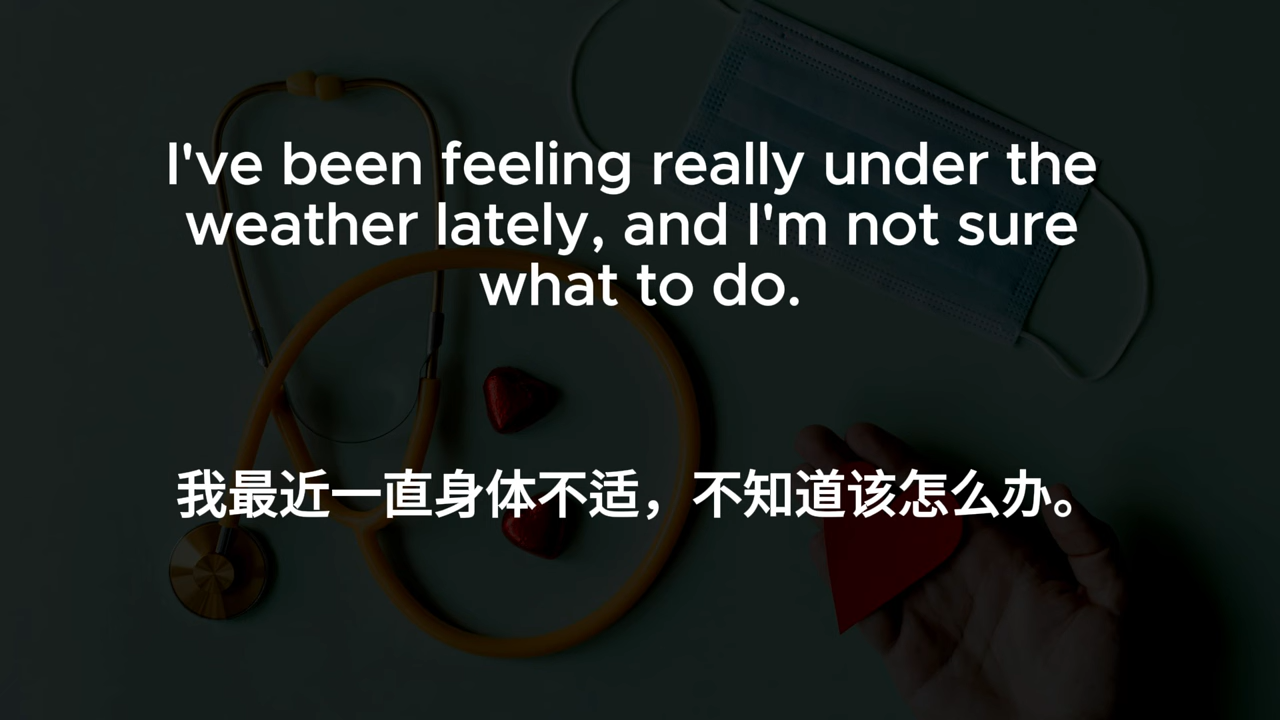 I've been feeling really under the
weather lately, and I'm not sure
what to do.
我最近一直身体不适，不知道该怎么办。